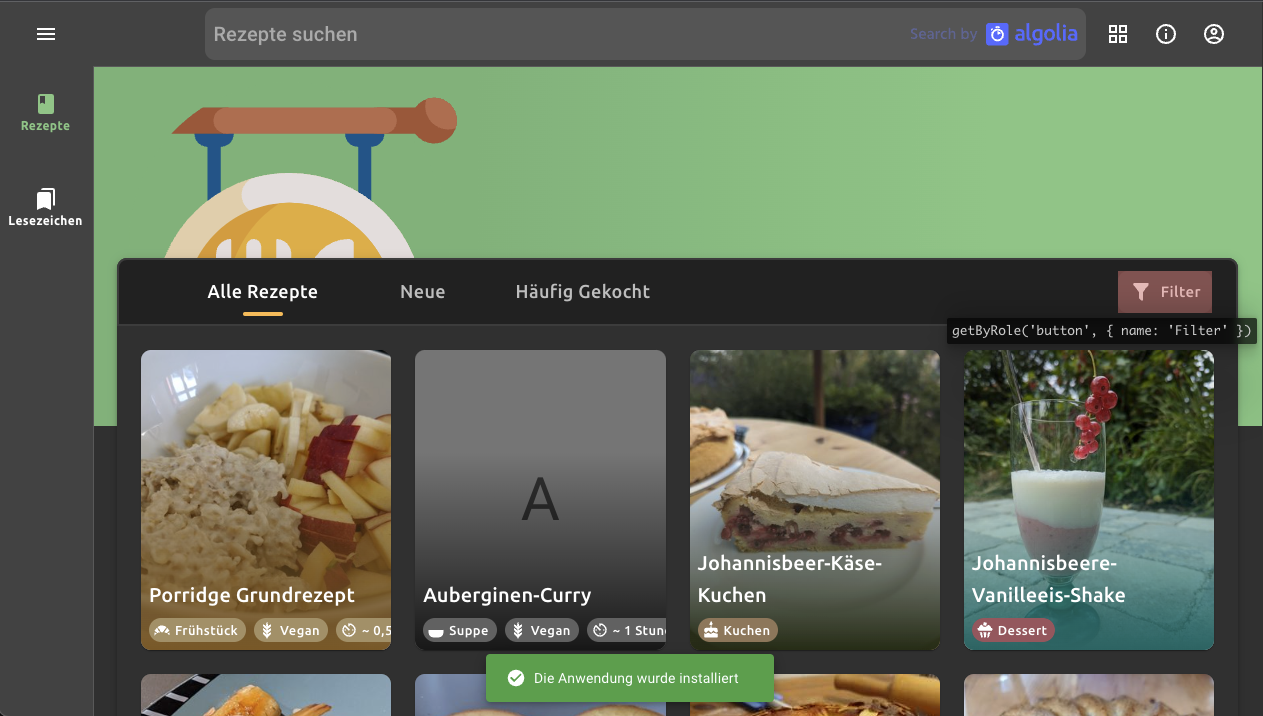 Rezepte suchen
Search by algolia
Rezepte
Lesezeichen
Alle Rezepte
Neue
Häufig Gekocht
Filter
getByRole('button', { name: 'Filter' })
A
Porridge Grundrezept
Frühstück
Vegan
~ 0,5
Auberginen-Curry
Suppe
Vegan
~ 1 Stun
Johannisbeer-Käse-
Kuchen
Kuchen
Johannisbeere-
Vanilleeis-Shake
Dessert
Die Anwendung wurde installiert